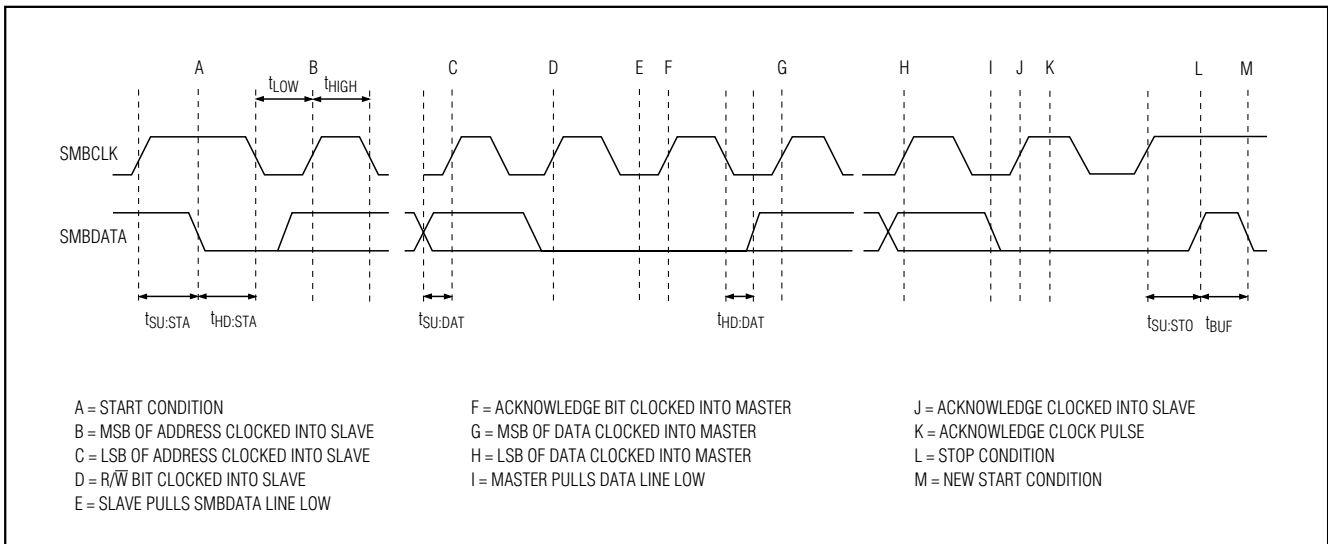 A B C D E F G H I J K L M
tLOW tHIGH
SMBCLK
SMBDATA
tSU:STA tHD:STA tSU:DAT tHD:DAT tSU:STO tBUF
A = START CONDITION
B = MSB OF ADDRESS CLOCKED INTO SLAVE
C = LSB OF ADDRESS CLOCKED INTO SLAVE
D = R/W̅ BIT CLOCKED INTO SLAVE
E = SLAVE PULLS SMBDATA LINE LOW
F = ACKNOWLEDGE BIT CLOCKED INTO MASTER
G = MSB OF DATA CLOCKED INTO MASTER
H = LSB OF DATA CLOCKED INTO MASTER
I = MASTER PULLS DATA LINE LOW
J = ACKNOWLEDGE CLOCKED INTO SLAVE
K = ACKNOWLEDGE CLOCK PULSE
L = STOP CONDITION
M = NEW START CONDITION